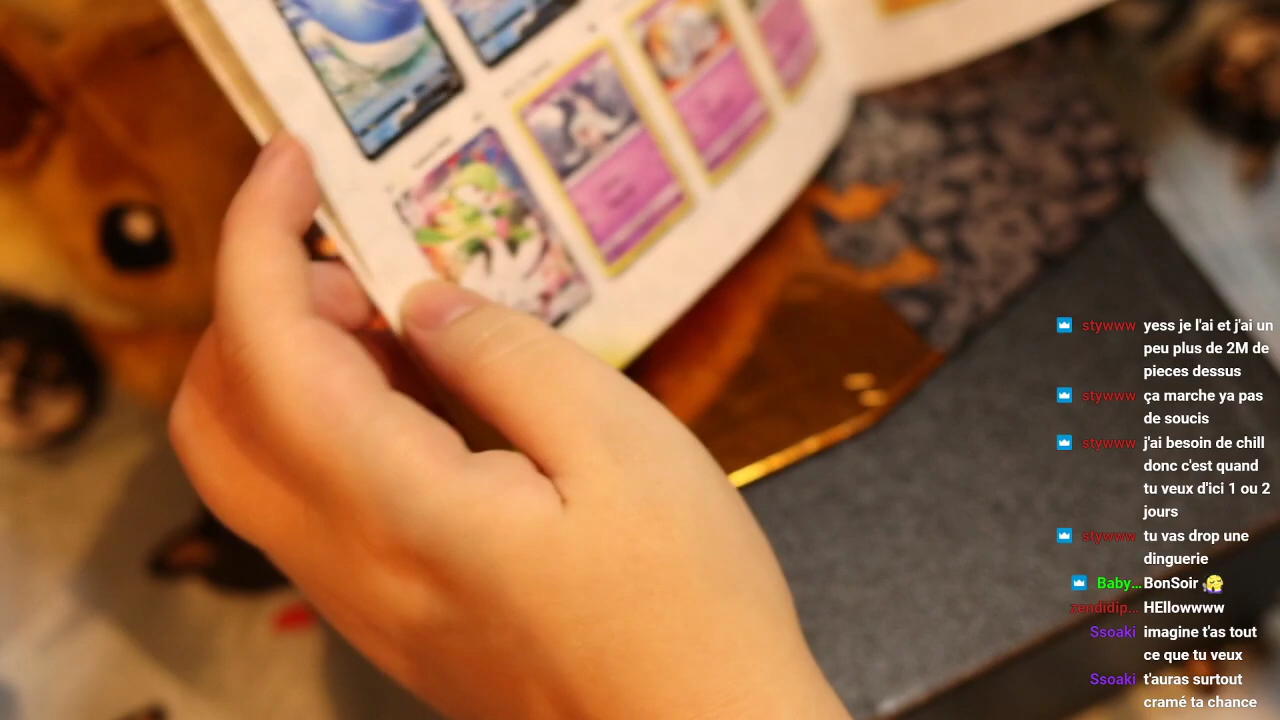 stywww yess je l'ai et j'ai un
peu plus de 2M de
pieces dessus
stywww ça marche ya pas
de soucis
stywww j'ai besoin de chill
donc c'est quand
tu veux d'ici 1 ou 2
jours
stywww tu vas drop une
dinguerie
Baby... BonSoir
zendidip... HEllowwww
Ssoaki imagine t'as tout
ce que tu veux
Ssoaki t'auras surtout
cramé ta chance